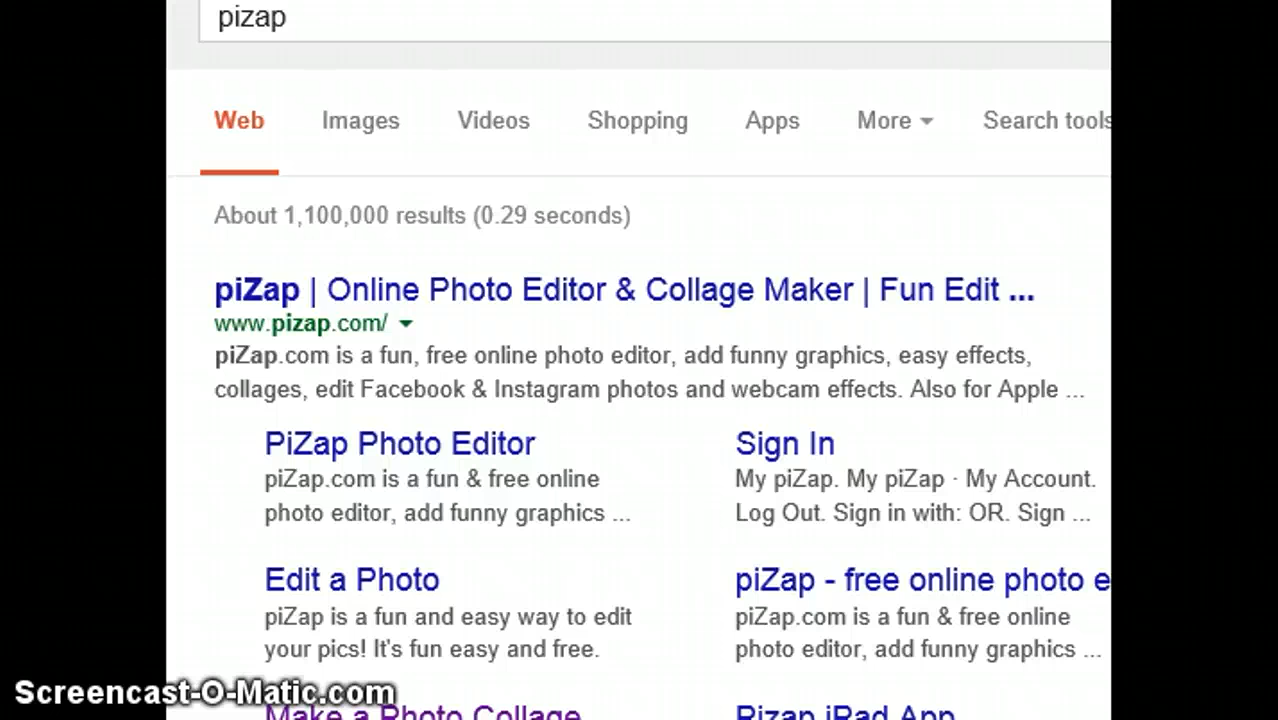 pizap
Web Images Videos Shopping Apps More Search tools
About 1,100,000 results (0.29 seconds)
piZap | Online Photo Editor & Collage Maker | Fun Edit ...
www.pizap.com/
piZap.com is a fun, free online photo editor, add funny graphics, easy effects,
collages, edit Facebook & Instagram photos and webcam effects. Also for Apple ...
PiZap Photo Editor
piZap.com is a fun & free online
photo editor, add funny graphics ...
Sign In
My piZap. My piZap · My Account.
Log Out. Sign in with: OR. Sign ...
Edit a Photo
piZap is a fun and easy way to edit
your pics! It's fun easy and free.
piZap - free online photo e
piZap.com is a fun & free online
photo editor, add funny graphics ...
Make a Photo Collage
Pizap iPad App
Screencast-O-Matic.com